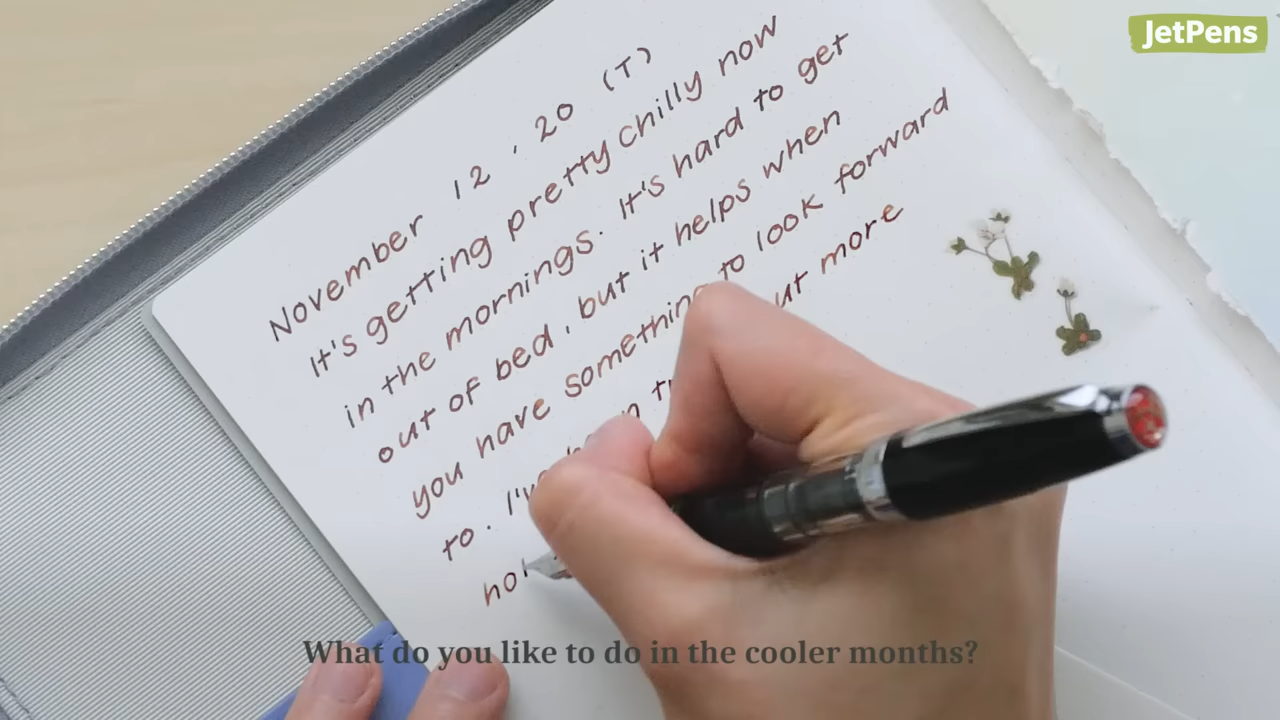 JetPens
November 12, 20 (T)
It's getting pretty chilly now
in the mornings. It's hard to get
out of bed, but it helps when
you have something to look forward
to. more
What do you like to do in the cooler months?